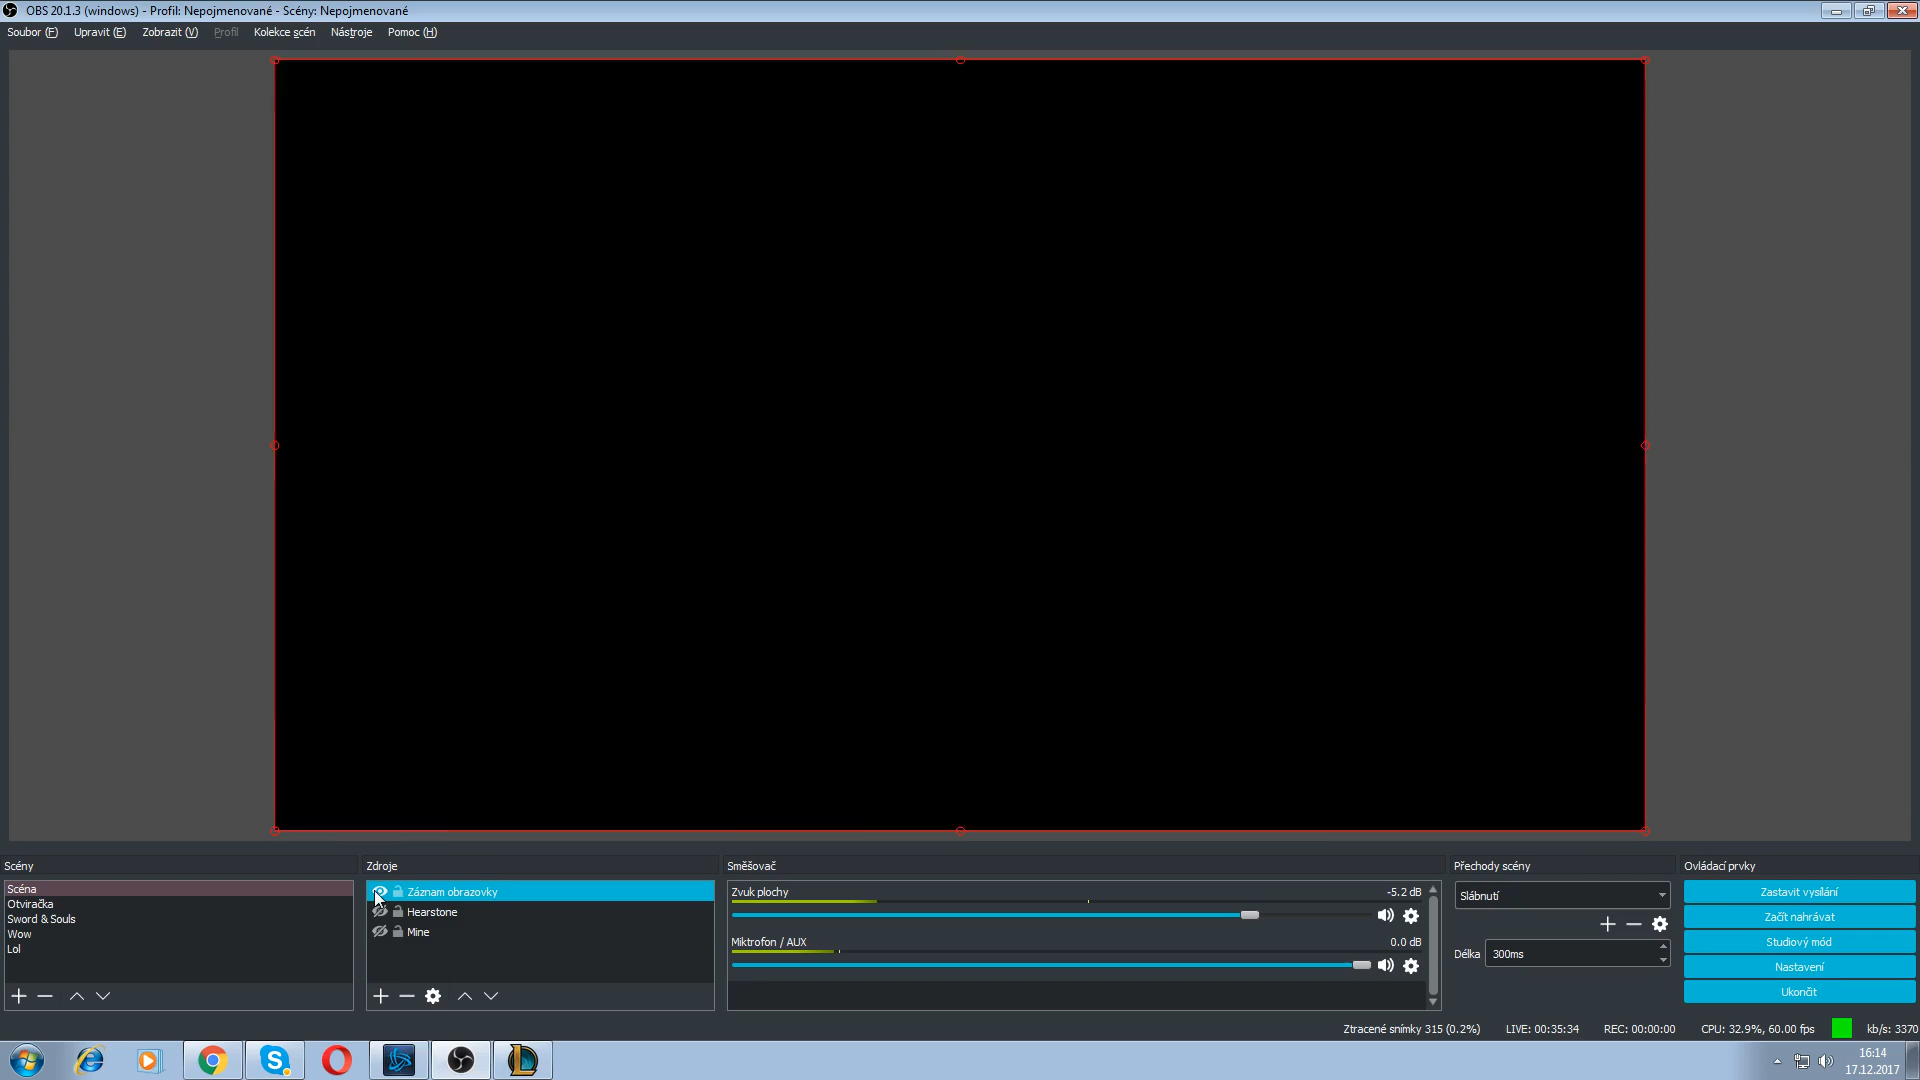 OBS 20.1.3 (windows) - Profil: Nepojmenované - Scény: Nepojmenované
Soubor (F) Upravit (E) Zobrazit (V) Profil Kolekce scén Nástroje Pomoc (H)
Scény
Scéna
Otviračka
Sword & Souls
Wow
Lol
Zdroje
Záznam obrazovky
Hearstone
Mine
Směšovač
Zvuk plochy -5.2 dB
Miktrofon / AUX 0.0 dB
Přechody scény
Slábnutí
Délka 300ms
Ovládací prvky
Zastavit vysílání
Začít nahrávat
Studiový mód
Nastavení
Ukončit
Ztracené snímky 315 (0.2%) LIVE: 00:35:34 REC: 00:00:00 CPU: 32.9%, 60.00 fps kb/s: 3370
16:14
17.12.2017